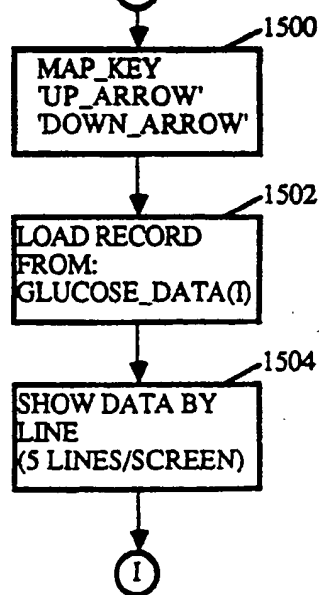 1500
MAP_KEY
'UP_ARROW'
'DOWN_ARROW'
1502
LOAD RECORD
FROM:
GLUCOSE_DATA(I)
1504
SHOW DATA BY
LINE
(5 LINES/SCREEN)
I